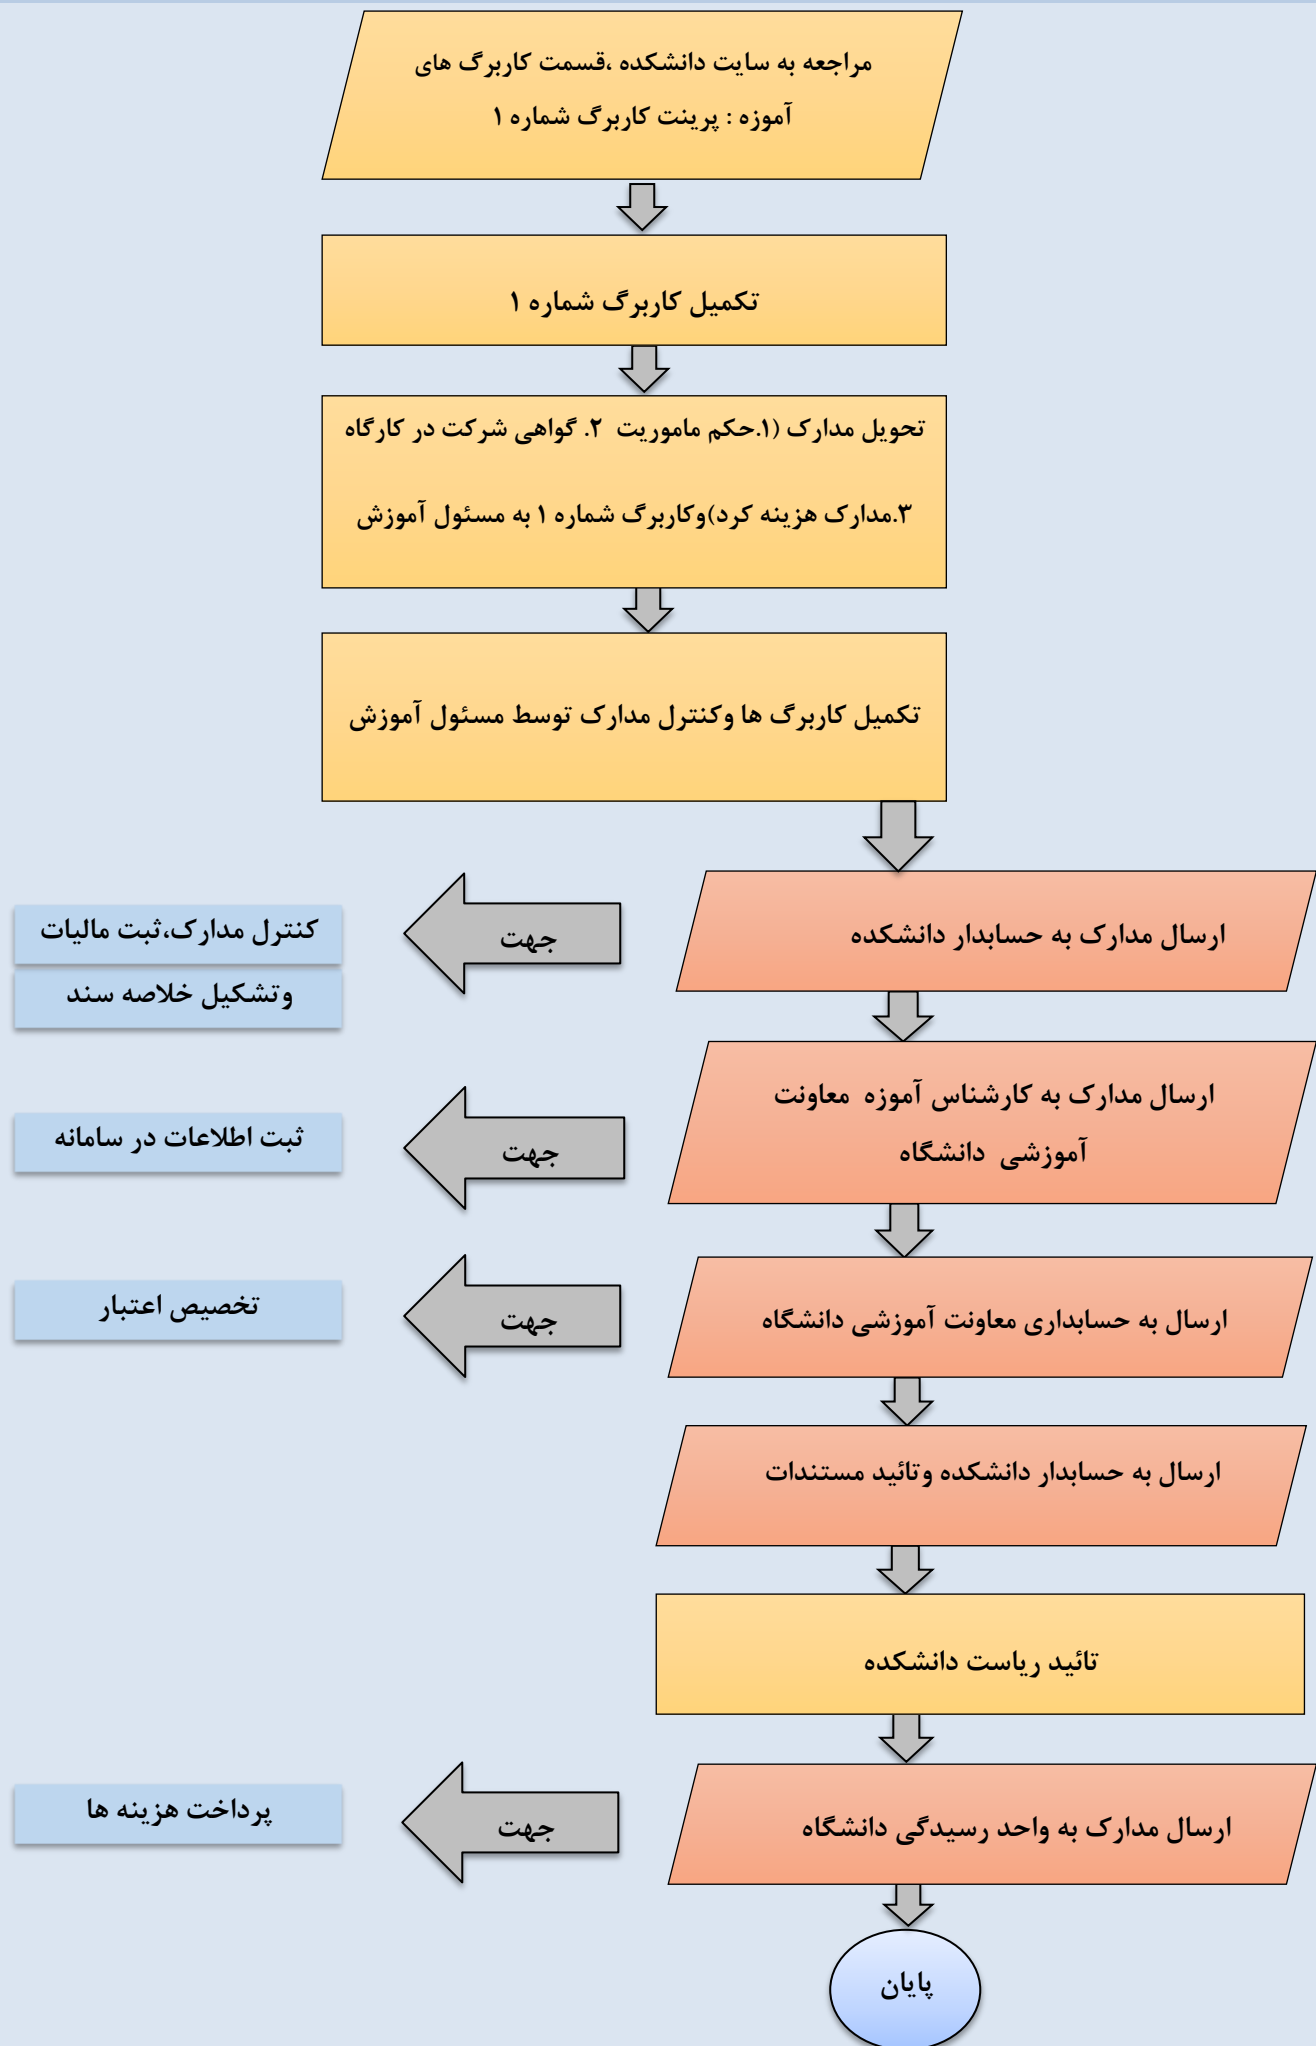 مراجعه به سایت دانشکده ،قسمت کاربرگ های
آموزه : پرینت کاربرگ شماره ۱
تکمیل کاربرگ شماره ۱
تحویل مدارک (۱.حکم ماموریت ۲. گواهی شرکت در کارگاه
۳.مدارک هزینه کرد)وکاربرگ شماره ۱ به مسئول آموزش
تکمیل کاربرگ ها وکنترل مدارک توسط مسئول آموزش
ارسال مدارک به حسابدار دانشکده
جهت
کنترل مدارک،ثبت مالیات
وتشکیل خلاصه سند
ارسال مدارک به کارشناس آموزه معاونت
آموزشی دانشگاه
جهت
ثبت اطلاعات در سامانه
ارسال به حسابداری معاونت آموزشی دانشگاه
جهت
تخصیص اعتبار
ارسال به حسابدار دانشکده وتائید مستندات
تائید ریاست دانشکده
ارسال مدارک به واحد رسیدگی دانشگاه
جهت
پرداخت هزینه ها
پایان